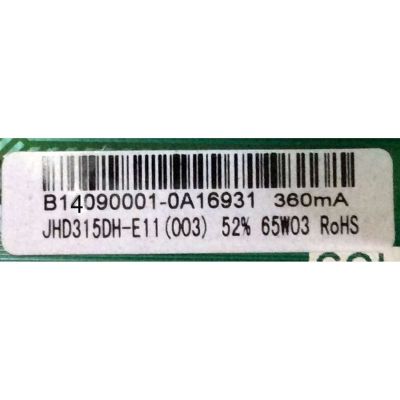 B14090001-0A16931 360mA
JHD315DH-E11(003) 52% 65W03 RoHS